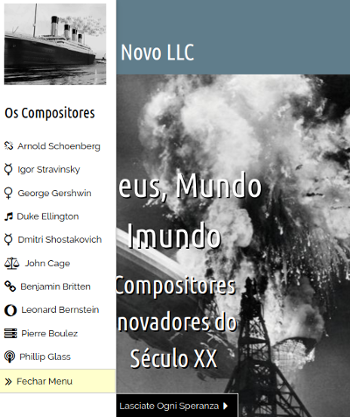 Novo LLC
Os Compositores
Arnold Schoenberg
Igor Stravinsky
George Gershwin
Duke Ellington
Dmitri Shostakovich
John Cage
Benjamin Britten
Leonard Bernstein
Pierre Boulez
Phillip Glass
Fechar Menu
eus, Mundo
Imundo
Compositores
novadores do
Século XX
Lasciate Ogni Speranza